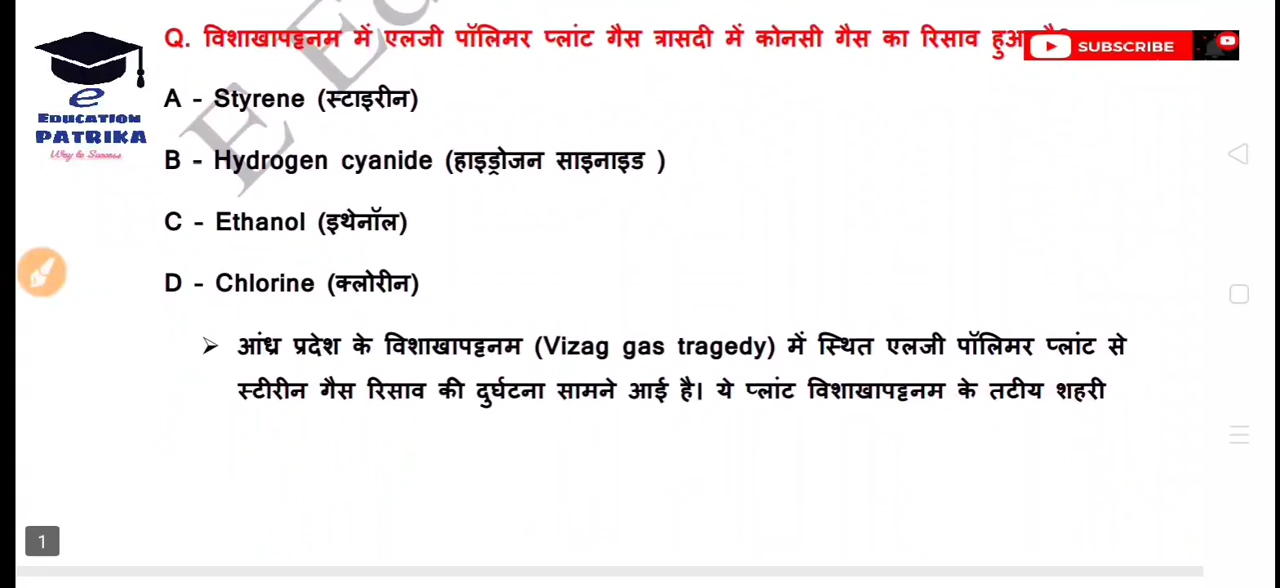 Q. विशाखापट्टनम में एलजी पॉलिमर प्लांट गैस त्रासदी में कोनसी गैस का रिसाव हुआ
SUBSCRIBE
A - Styrene (स्टाइरीन)
e
EDUCATION
PATRIKA
Way to Success
B - Hydrogen cyanide (हाइड्रोजन साइनाइड )
C - Ethanol (इथेनॉल)
D - Chlorine (क्लोरीन)
➢ आंध्र प्रदेश के विशाखापट्टनम (Vizag gas tragedy) में स्थित एलजी पॉलिमर प्लांट से
स्टीरीन गैस रिसाव की दुर्घटना सामने आई है। ये प्लांट विशाखापट्टनम के तटीय शहरी
1